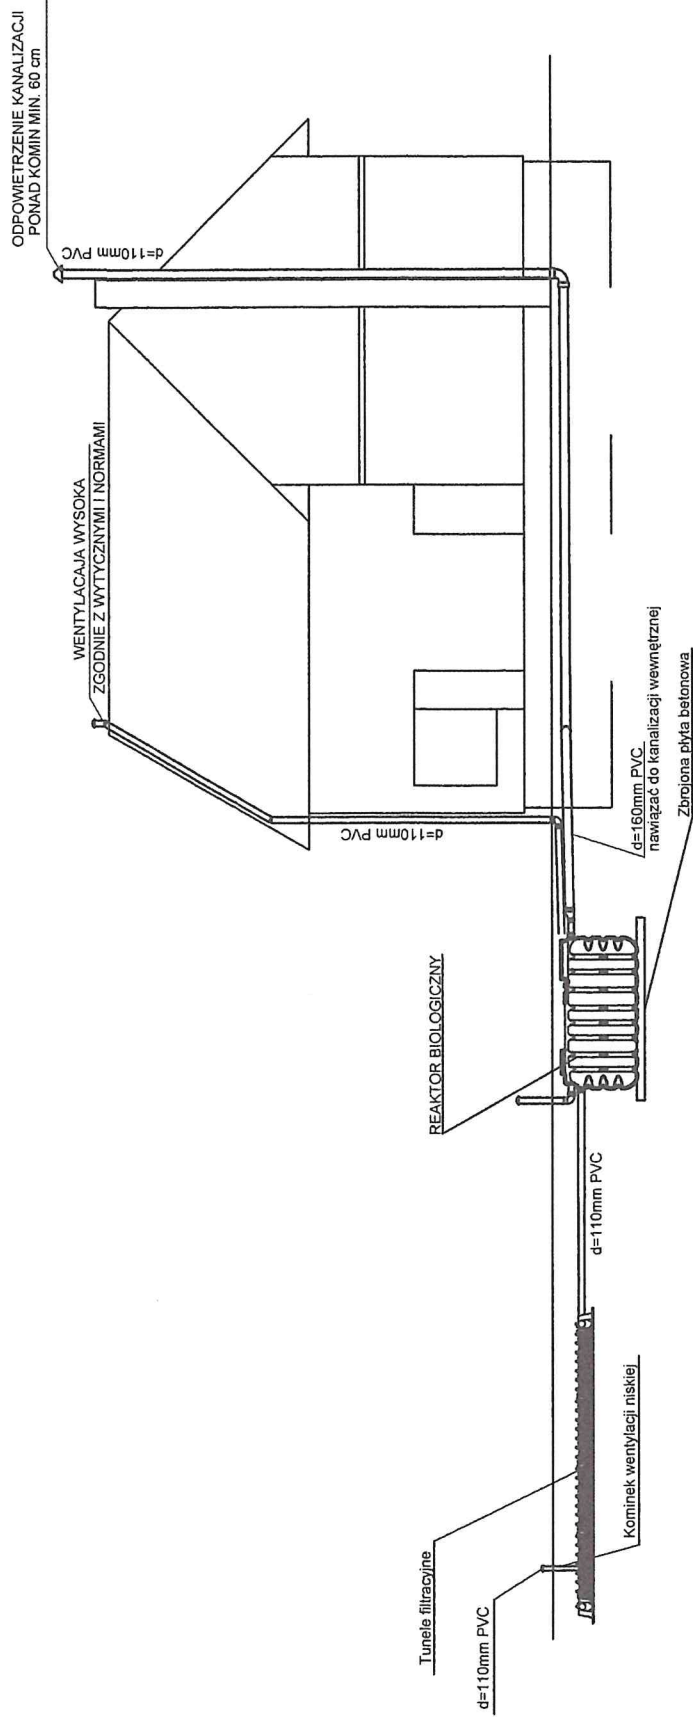 ODPOWIETRZENIE KANALIZACJI
PONAD KOMIN MIN. 60 cm
d=110mm PVC
WENTYLACAJA WYSOKA
ZGODNIE Z WYTYCZNYMI I NORMAMI
d=110mm PVC
d=160mm PVC
nawiązać do kanalizacji wewnętrznej
Zbrojona płyta betonowa
REAKTOR BIOLOGICZNY
d=110mm PVC
Tunele filtracyjne
d=110mm PVC
Kominek wentylacji niskiej